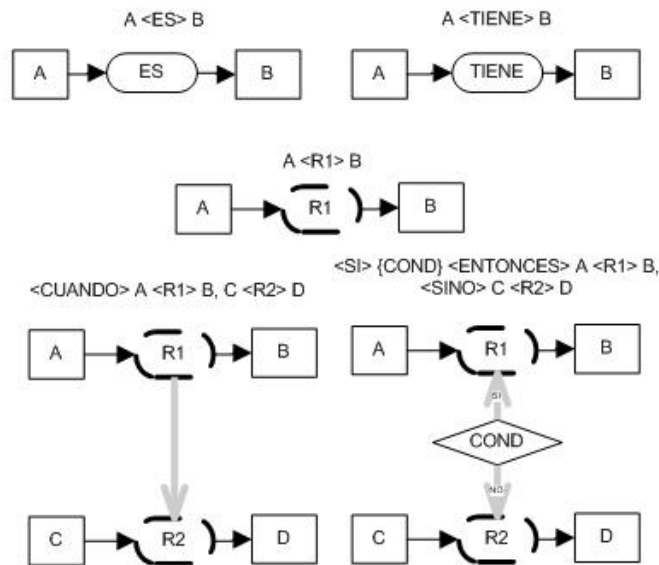 A <ES> B
A <TIENE> B
A ES B
A TIENE B
A <R1> B
A R1 B
<CUANDO> A <R1> B, C <R2> D
<SI> {COND} <ENTONCES> A <R1> B,
<SINO> C <R2> D
A R1 B
A R1 B
SI
COND
NO
C R2 D
C R2 D